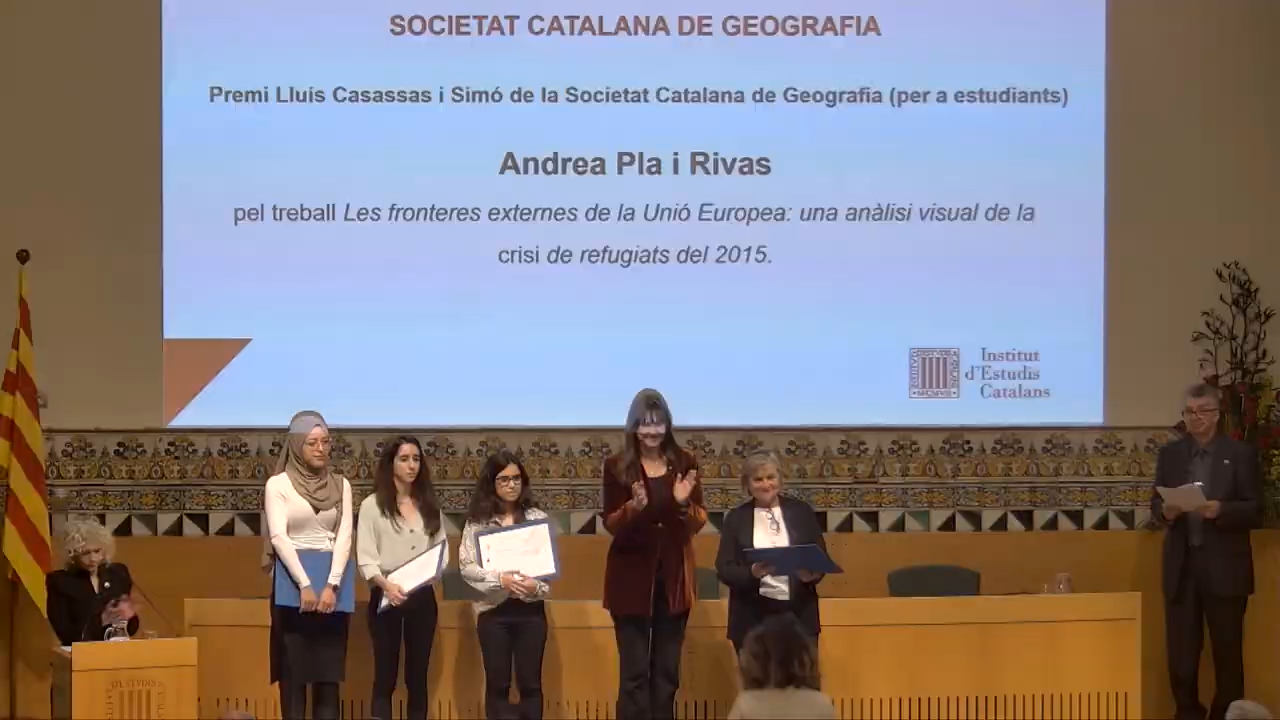 SOCIETAT CATALANA DE GEOGRAFIA
Premi Lluís Casassas i Simó de la Societat Catalana de Geografia (per a estudiants)
Andrea Pla i Rivas
pel treball Les fronteres externes de la Unió Europea: una anàlisi visual de la
crisi de refugiats del 2015.
Institut
d'Estudis
Catalans